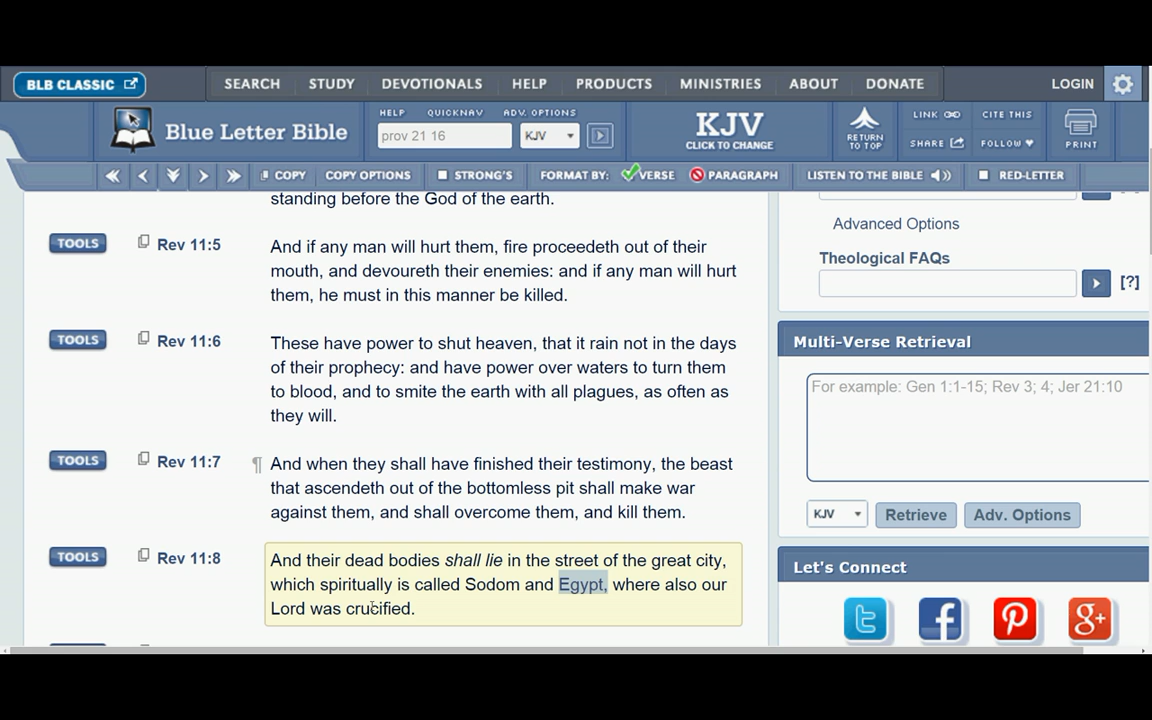 BLB CLASSIC
SEARCH STUDY DEVOTIONALS HELP PRODUCTS MINISTRIES ABOUT DONATE
LOGIN
Blue Letter Bible
HELP QUICKNAV ADV. OPTIONS
prov 21 16
KJV
KJV
CLICK TO CHANGE
RETURN
TO TOP
LINK
CITE THIS
SHARE
FOLLOW
PRINT
COPY COPY OPTIONS STRONG'S FORMAT BY: VERSE PARAGRAPH LISTEN TO THE BIBLE RED-LETTER
standing before the God of the earth.
TOOLS Rev 11:5
And if any man will hurt them, fire proceedeth out of their
mouth, and devoureth their enemies: and if any man will hurt
them, he must in this manner be killed.
TOOLS Rev 11:6
These have power to shut heaven, that it rain not in the days
of their prophecy: and have power over waters to turn them
to blood, and to smite the earth with all plagues, as often as
they will.
TOOLS Rev 11:7
¶ And when they shall have finished their testimony, the beast
that ascendeth out of the bottomless pit shall make war
against them, and shall overcome them, and kill them.
TOOLS Rev 11:8
And their dead bodies shall lie in the street of the great city,
which spiritually is called Sodom and Egypt, where also our
Lord was crucified.
Advanced Options
Theological FAQs
[?]
Multi-Verse Retrieval
For example: Gen 1:1-15; Rev 3; 4; Jer 21:10
KJV
Retrieve
Adv. Options
Let's Connect